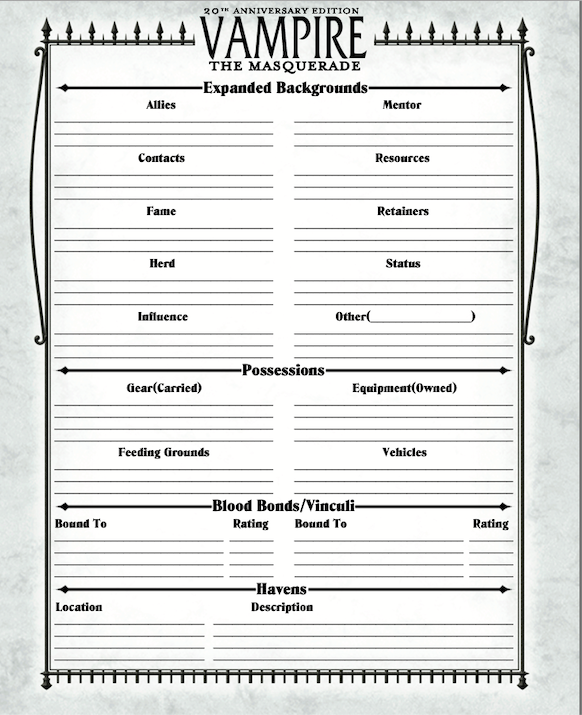 20TH ANNIVERSARY EDITION
VAMPIRE
THE MASQUERADE
Expanded Backgrounds
Allies Mentor
Contacts Resources
Fame Retainers
Herd Status
Influence Other(____________________)
Possessions
Gear(Carried) Equipment(Owned)
Feeding Grounds Vehicles
Blood Bonds/Vinculi
Bound To Rating Bound To Rating
Havens
Location Description